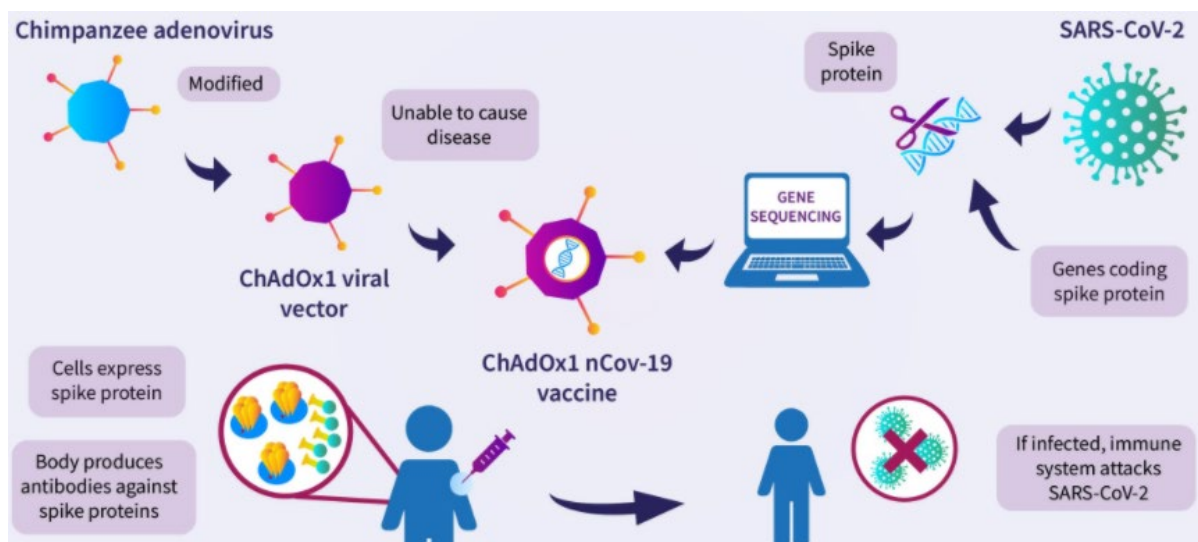 Chimpanzee adenovirus
Modified
Unable to cause
disease
Spike
protein
SARS-CoV-2
GENE
SEQUENCING
Genes coding
spike protein
ChAdOx1 viral
vector
ChAdOx1 nCov-19
vaccine
Cells express
spike protein
Body produces
antibodies against
spike proteins
If infected, immune
system attacks
SARS-CoV-2